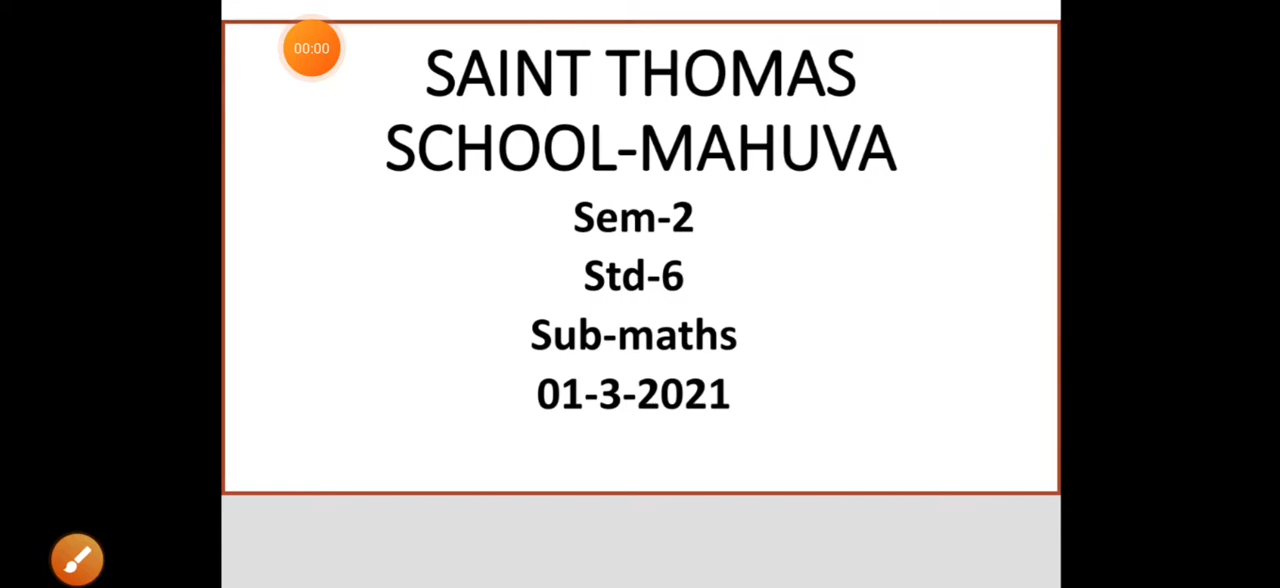 00:00
SAINT THOMAS
SCHOOL-MAHUVA
Sem-2
Std-6
Sub-maths
01-3-2021